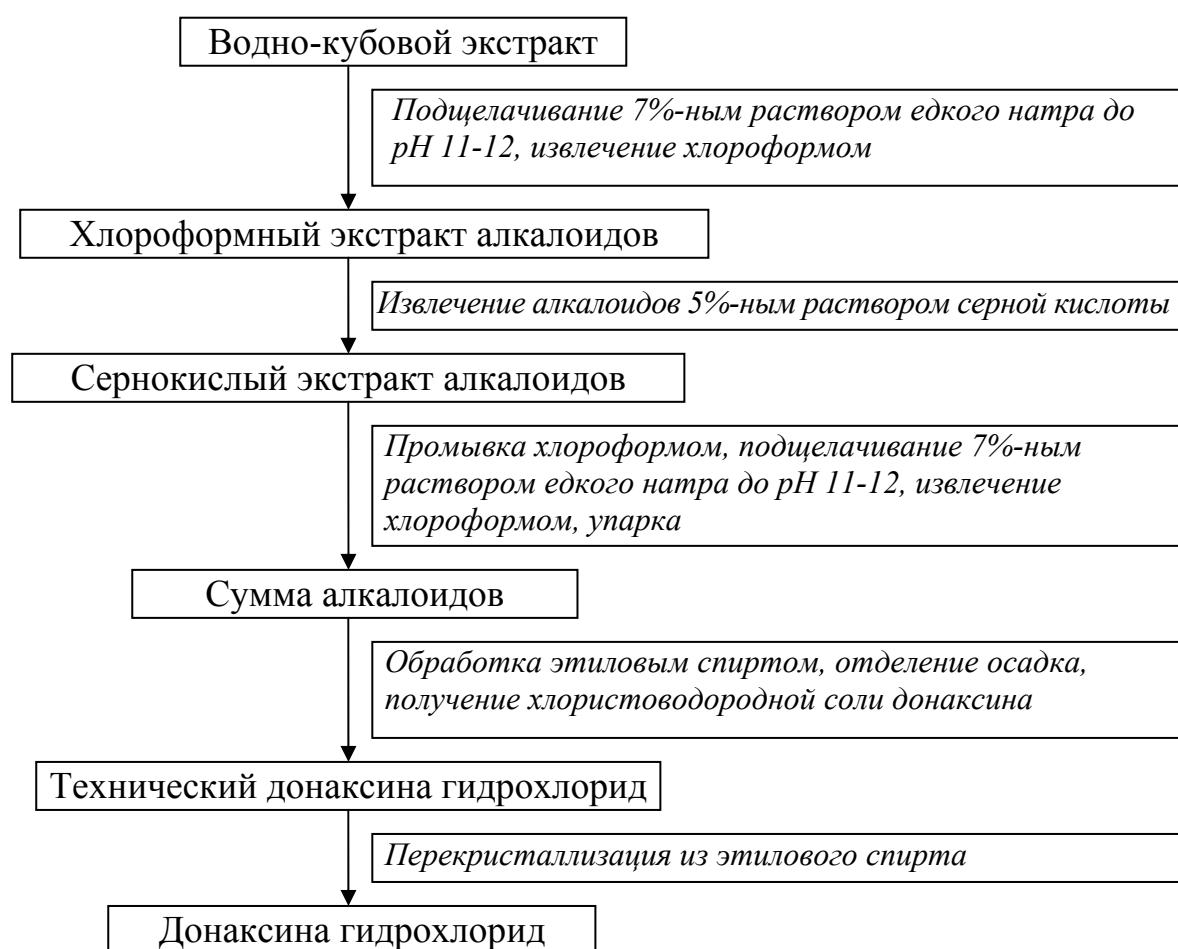 Водно-кубовой экстракт
Подщелачивание 7%-ным раствором едкого натра до
pH 11-12, извлечение хлороформом
Хлороформный экстракт алкалоидов
Извлечение алкалоидов 5%-ным раствором серной кислоты
Сернокислый экстракт алкалоидов
Промывка хлороформом, подщелачивание 7%-ным
раствором едкого натра до pH 11-12, извлечение
хлороформом, упарка
Сумма алкалоидов
Обработка этиловым спиртом, отделение осадка,
получение хлористоводородной соли донаксина
Технический донаксина гидрохлорид
Перекристаллизация из этилового спирта
Донаксина гидрохлорид